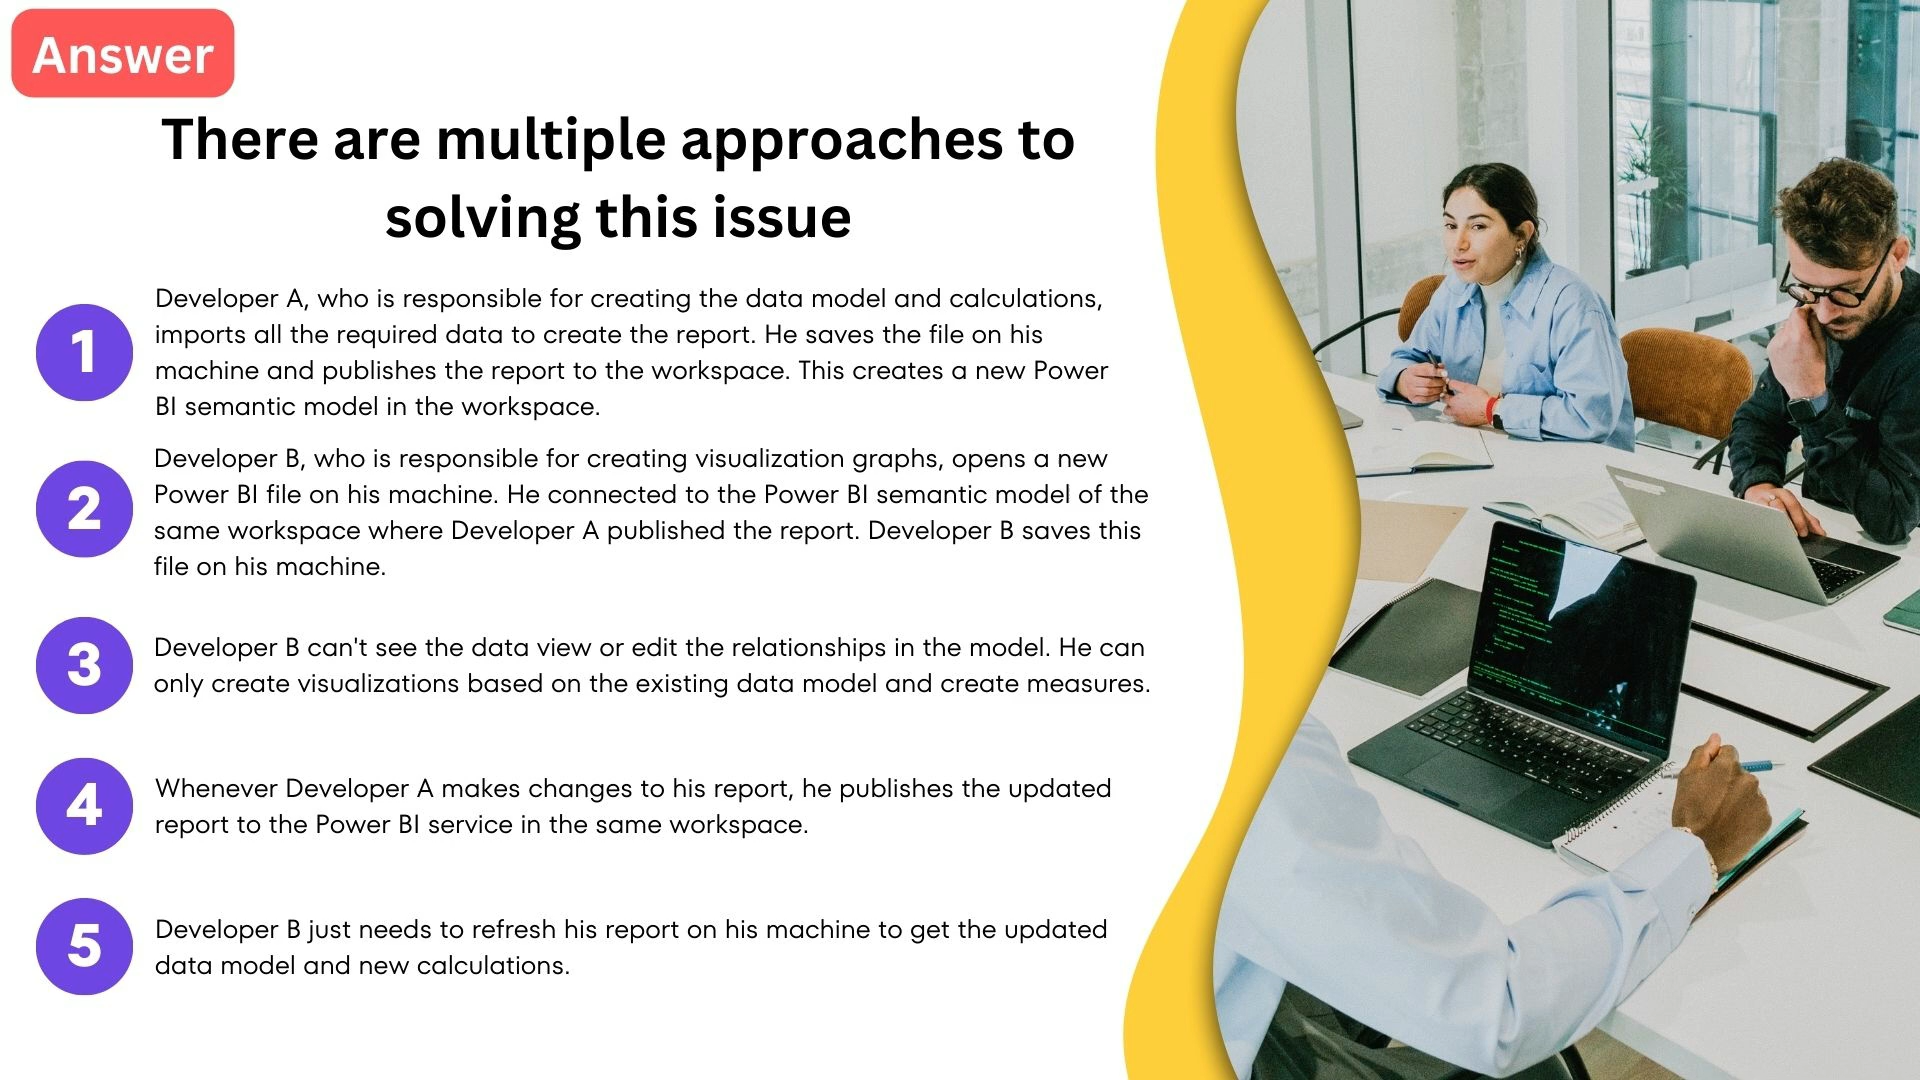 Answer
There are multiple approaches to
solving this issue
1
Developer A, who is responsible for creating the data model and calculations,
imports all the required data to create the report. He saves the file on his
machine and publishes the report to the workspace. This creates a new Power
BI semantic model in the workspace.
2
Developer B, who is responsible for creating visualization graphs, opens a new
Power BI file on his machine. He connected to the Power BI semantic model of the
same workspace where Developer A published the report. Developer B saves this
file on his machine.
3
Developer B can't see the data view or edit the relationships in the model. He can
only create visualizations based on the existing data model and create measures.
4
Whenever Developer A makes changes to his report, he publishes the updated
report to the Power BI service in the same workspace.
5
Developer B just needs to refresh his report on his machine to get the updated
data model and new calculations.